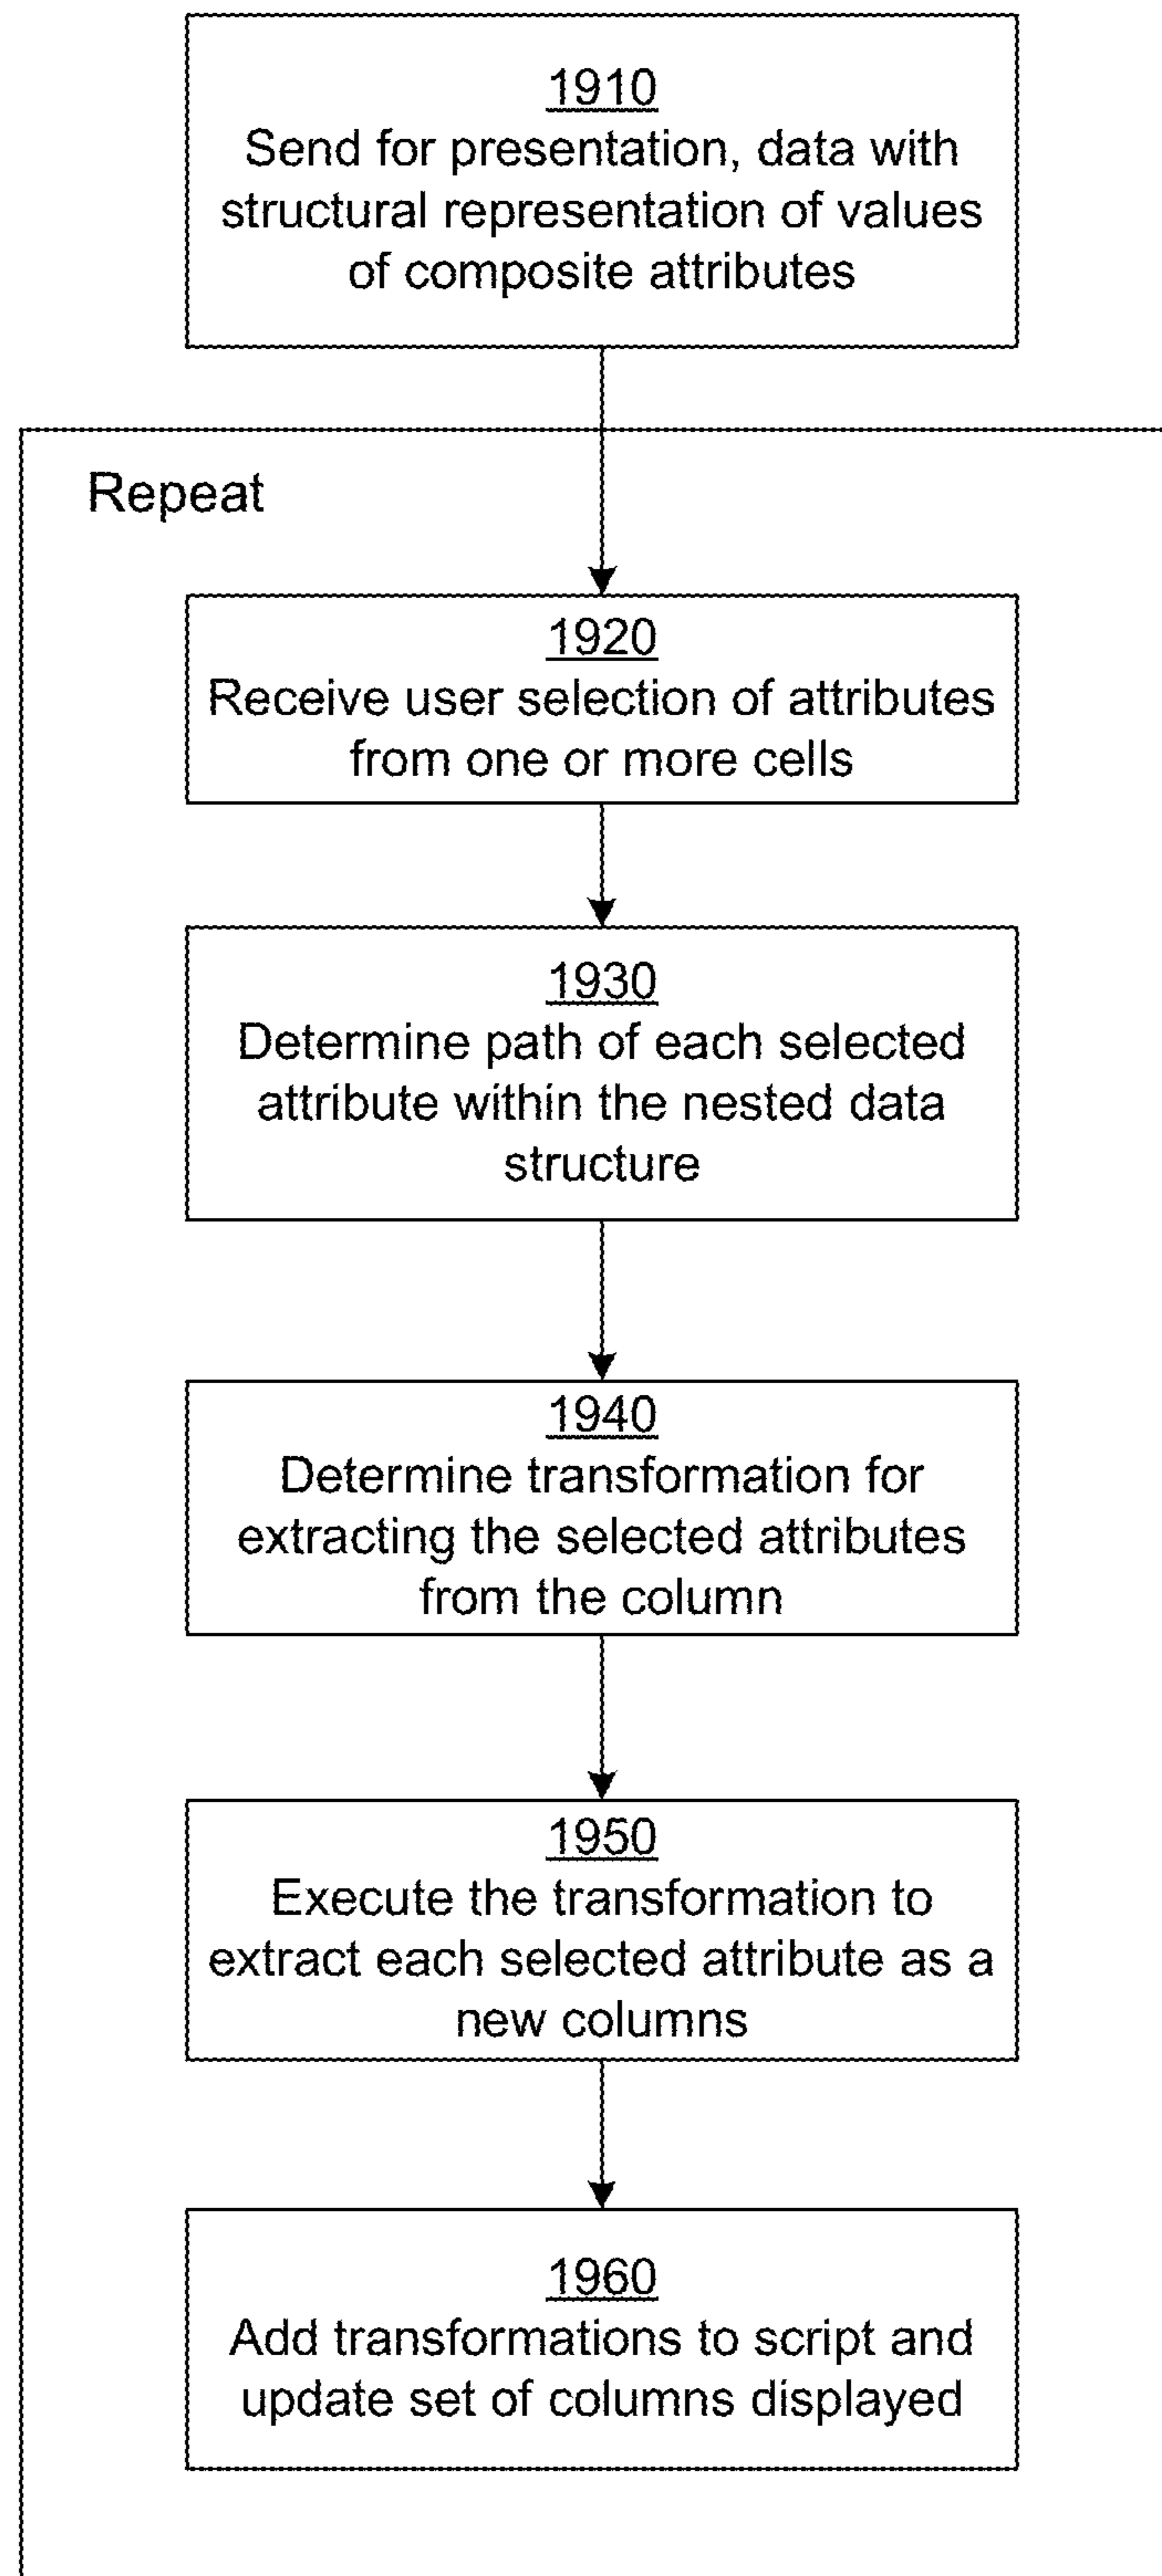 1910
Send for presentation, data with
structural representation of values
of composite attributes
Repeat
1920
Receive user selection of attributes
from one or more cells
1930
Determine path of each selected
attribute within the nested data
structure
1940
Determine transformation for
extracting the selected attributes
from the column
1950
Execute the transformation to
extract each selected attribute as a
new columns
1960
Add transformations to script and
update set of columns displayed